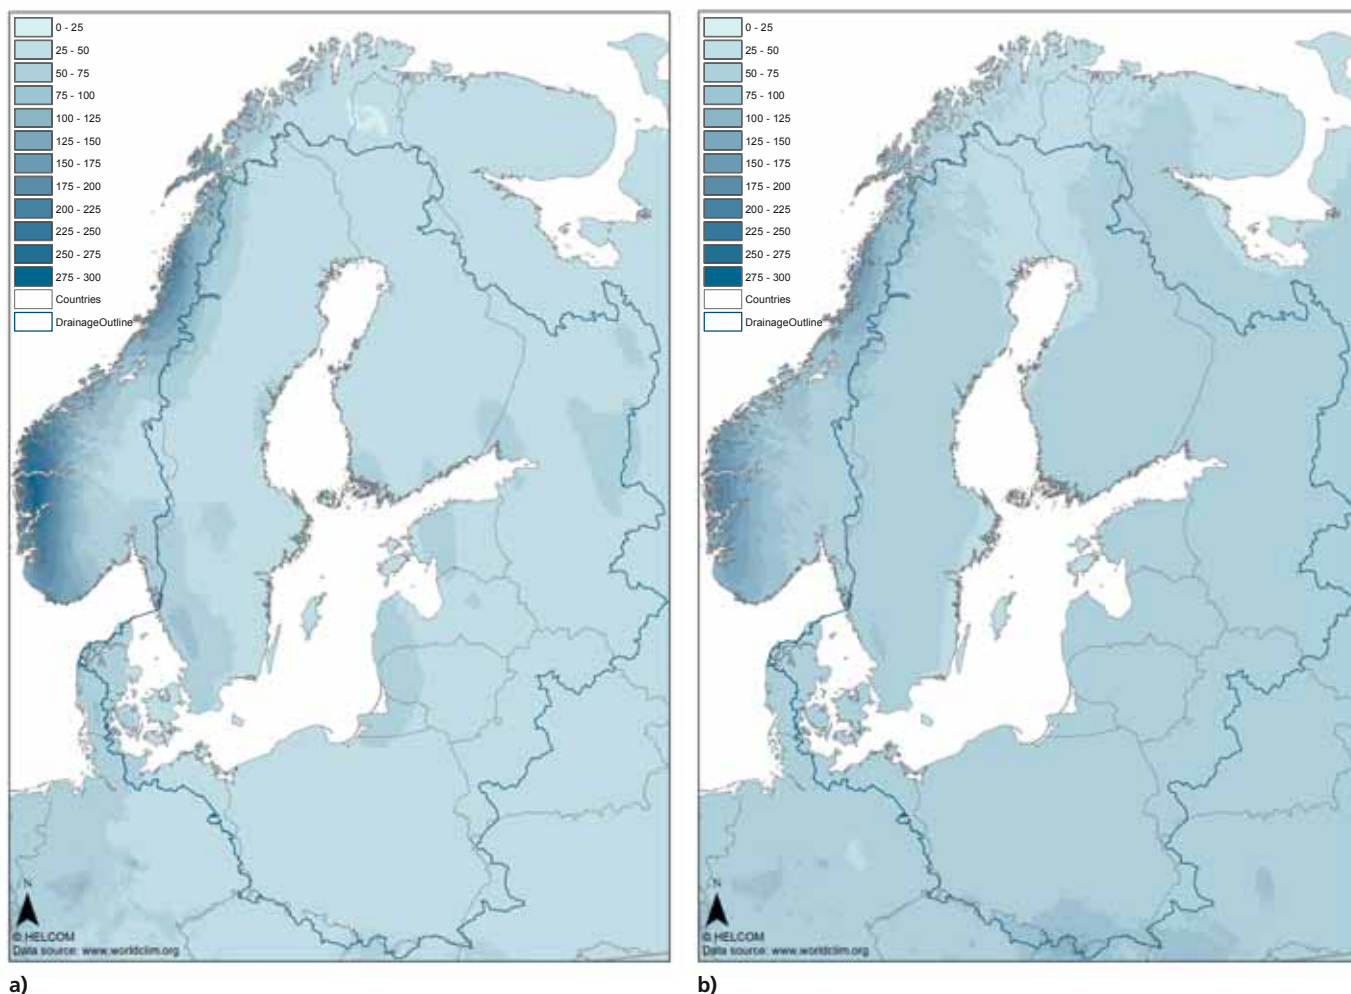 0 - 25
25 - 50
50 - 75
75 - 100
100 - 125
125 - 150
150 - 175
175 - 200
200 - 225
225 - 250
250 - 275
275 - 300
Countries
DrainageOutline
N
© HELCOM
Data source: www.worldclim.org
a)
0 - 25
25 - 50
50 - 75
75 - 100
100 - 125
125 - 150
150 - 175
175 - 200
200 - 225
225 - 250
250 - 275
275 - 300
Countries
DrainageOutline
N
© HELCOM
Data source: www.worldclim.org
b)